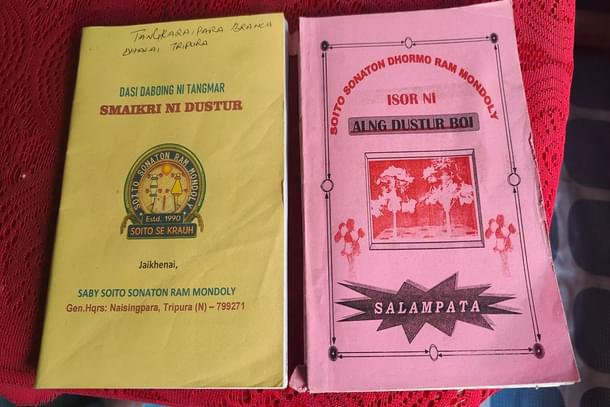 TANGKARAIPARA BRANCH
DHALAI TRIPURA
DASI DABOING NI TANGMAR
SMAIKRI NI DUSTUR
SOITO SONATON RAM MONDOLY
Estd. 1990
SOITO SE KRAUH
Jaikhenai,
SABY SOITO SONATON RAM MONDOLY
Gen.Hqrs: Naisingpara, Tripura (N) – 799271
SOITO SONATON DHORMO RAM MONDOLY
ISOR NI
AING DUSTUR BOI
SALAMPATA